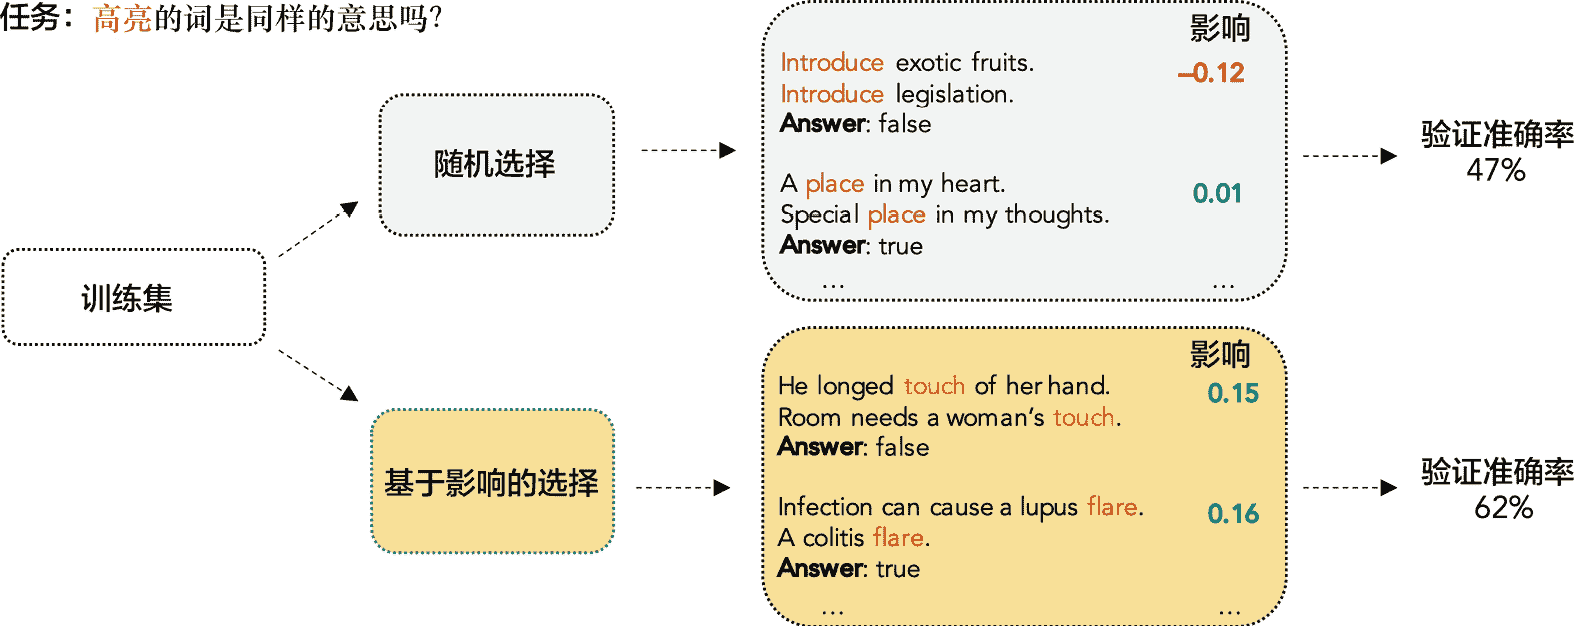 任务：高亮的词是同样的意思吗？
训练集
随机选择
影响
Introduce exotic fruits.
–0.12
Introduce legislation.
Answer: false
A place in my heart.
0.01
Special place in my thoughts.
Answer: true
... ...
验证准确率
47%
基于影响的选择
影响
He longed touch of her hand.
0.15
Room needs a woman's touch.
Answer: false
Infection can cause a lupus flare.
0.16
A colitis flare.
Answer: true
... ...
验证准确率
62%